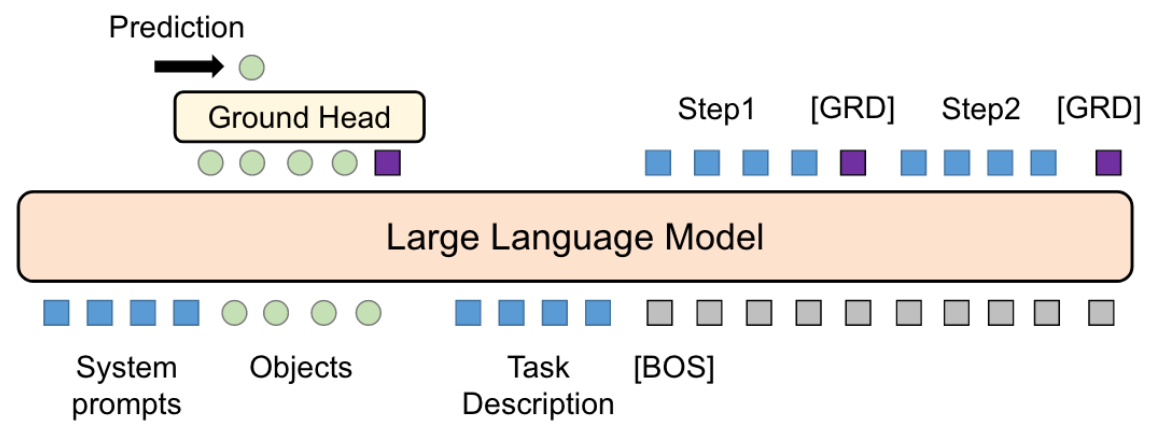 Prediction
Ground Head
Step1 [GRD] Step2 [GRD]
Large Language Model
System prompts
Objects
Task Description
[BOS]